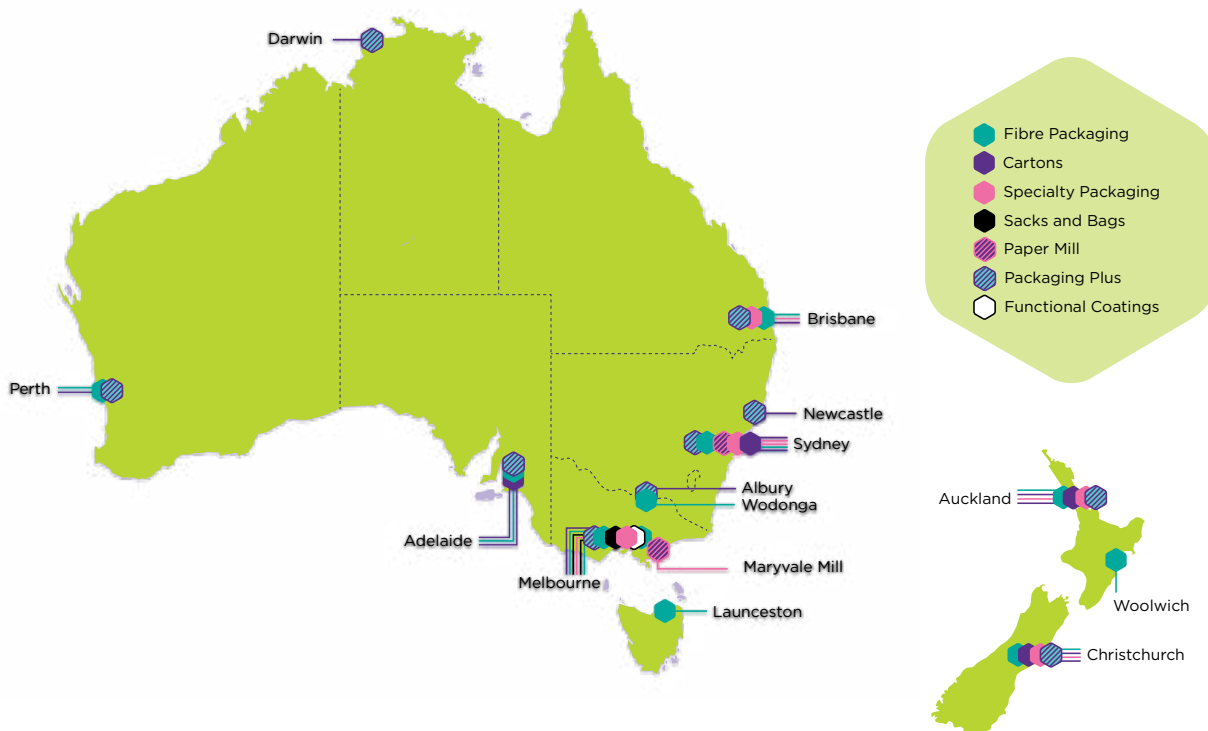 Darwin
Fibre Packaging
Cartons
Specialty Packaging
Sacks and Bags
Paper Mill
Packaging Plus
Functional Coatings
Brisbane
Perth
Newcastle
Sydney
Albury
Wodonga
Auckland
Adelaide
Melbourne
Maryvale Mill
Woolwich
Launceston
Christchurch